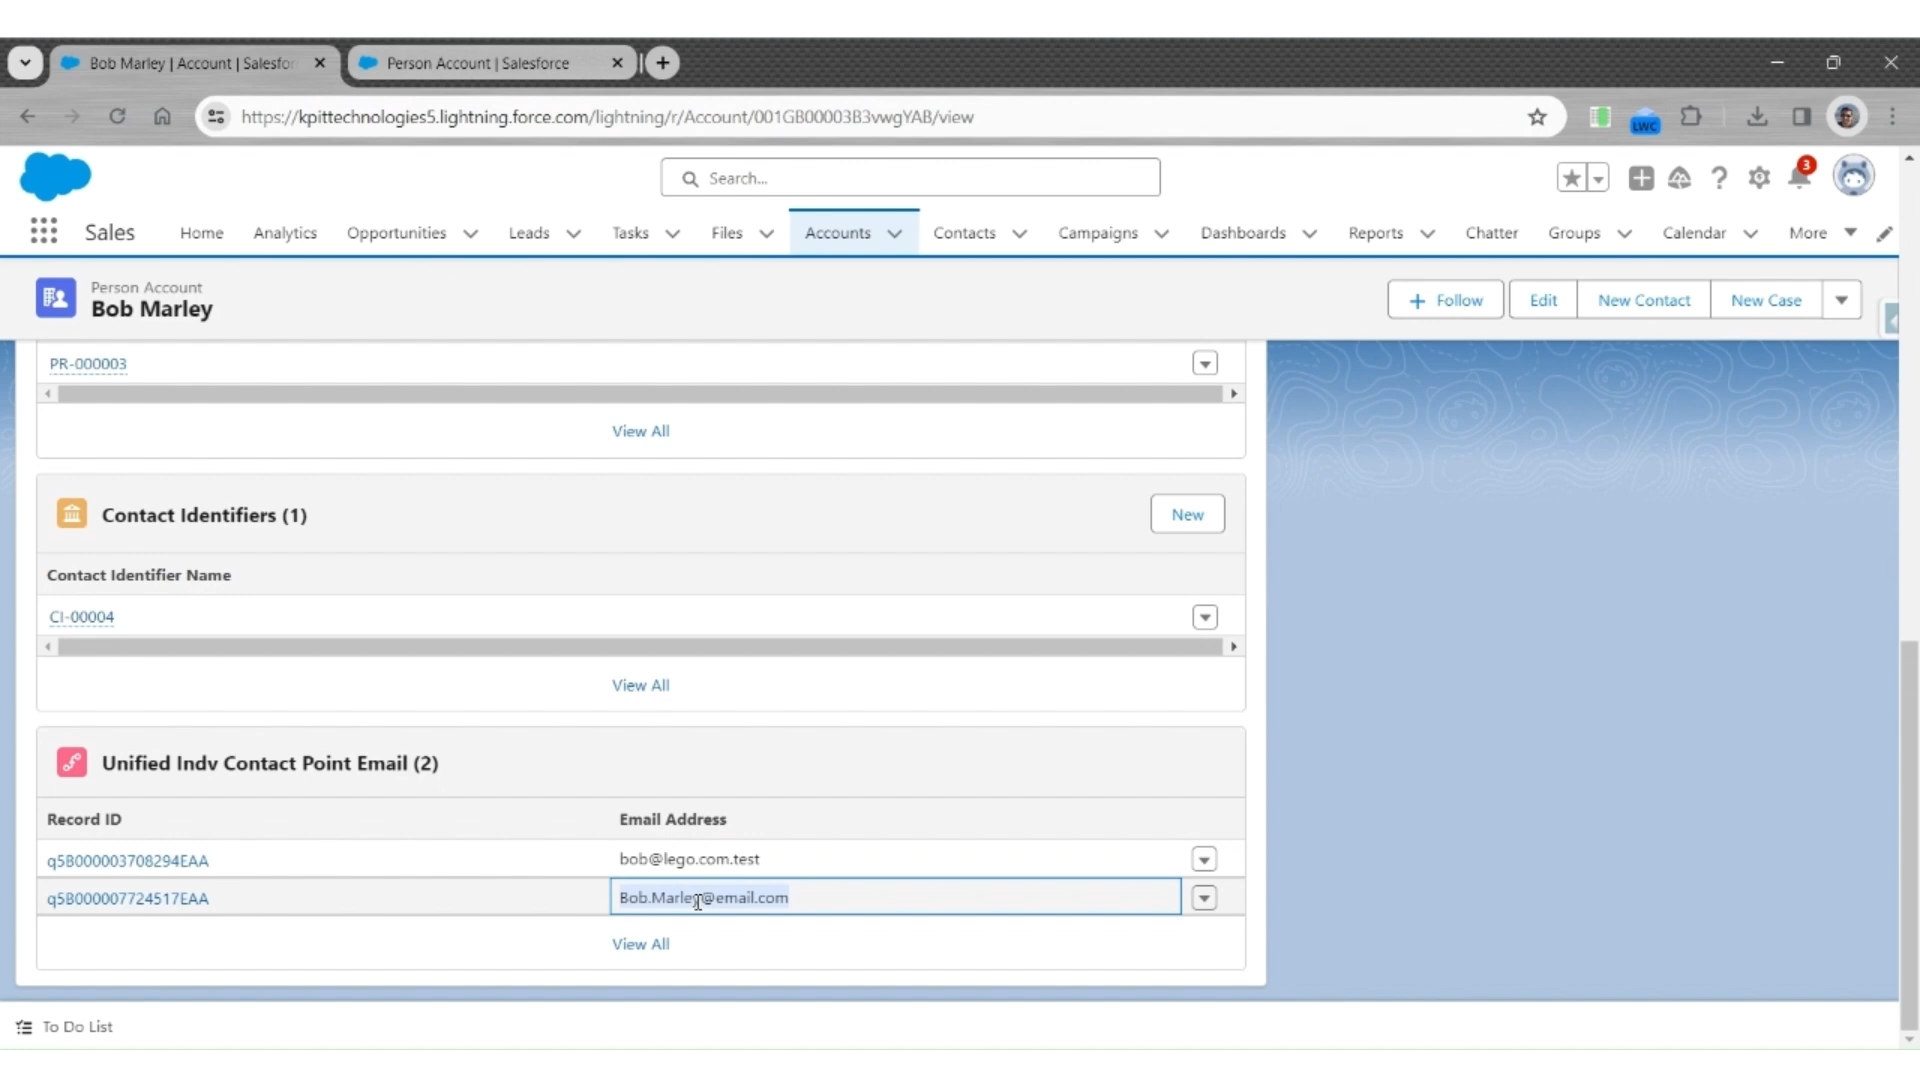 Bob Marley | Account | Salesfo
Person Account | Salesforce
https://kpittechnologies5.lightning.force.com/lightning/r/Account/001GB00003B3vwgYAB/view
LWC
Search...
3
Sales
Home
Analytics
Opportunities
Leads
Tasks
Files
Accounts
Contacts
Campaigns
Dashboards
Reports
Chatter
Groups
Calendar
More
Person Account
Bob Marley
Follow
Edit
New Contact
New Case
PR-000003
View All
Contact Identifiers (1)
New
Contact Identifier Name
CI-00004
View All
Unified Indv Contact Point Email (2)
Record ID
Email Address
q5B000003708294EAA
bob@lego.com.test
q5B000007724517EAA
Bob.Marley@email.com
View All
To Do List